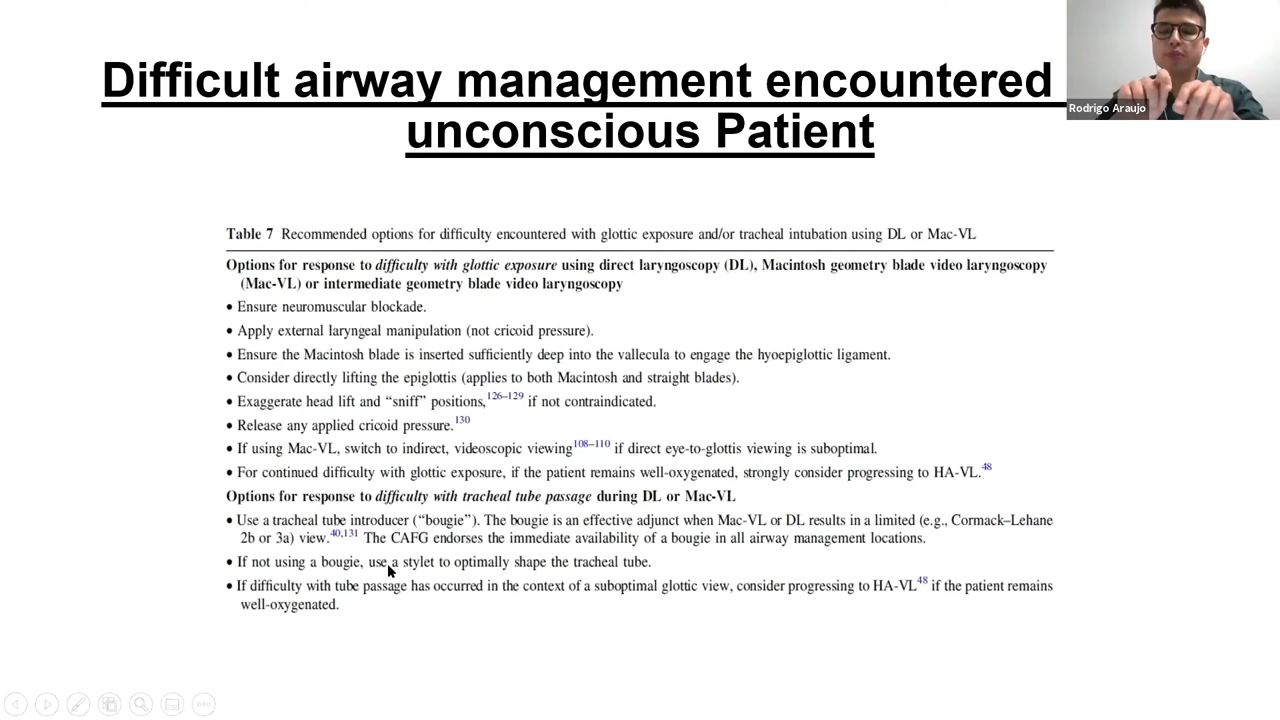 Difficult airway management encountered
unconscious Patient
Rodrigo Araujo
Table 7 Recommended options for difficulty encountered with glottic exposure and/or tracheal intubation using DL or Mac-VL
Options for response to difficulty with glottic exposure using direct laryngoscopy (DL), Macintosh geometry blade video laryngoscopy
(Mac-VL) or intermediate geometry blade video laryngoscopy
• Ensure neuromuscular blockade.
• Apply external laryngeal manipulation (not cricoid pressure).
• Ensure the Macintosh blade is inserted sufficiently deep into the vallecula to engage the hyoepiglottic ligament.
• Consider directly lifting the epiglottis (applies to both Macintosh and straight blades).
• Exaggerate head lift and “sniff” positions,126–129 if not contraindicated.
• Release any applied cricoid pressure.130
• If using Mac-VL, switch to indirect, videoscopic viewing108–110 if direct eye-to-glottis viewing is suboptimal.
• For continued difficulty with glottic exposure, if the patient remains well-oxygenated, strongly consider progressing to HA-VL.48
Options for response to difficulty with tracheal tube passage during DL or Mac-VL
• Use a tracheal tube introducer (“bougie”). The bougie is an effective adjunct when Mac-VL or DL results in a limited (e.g., Cormack–Lehane
2b or 3a) view.40,131 The CAFG endorses the immediate availability of a bougie in all airway management locations.
• If not using a bougie, use a stylet to optimally shape the tracheal tube.
• If difficulty with tube passage has occurred in the context of a suboptimal glottic view, consider progressing to HA-VL48 if the patient remains
well-oxygenated.